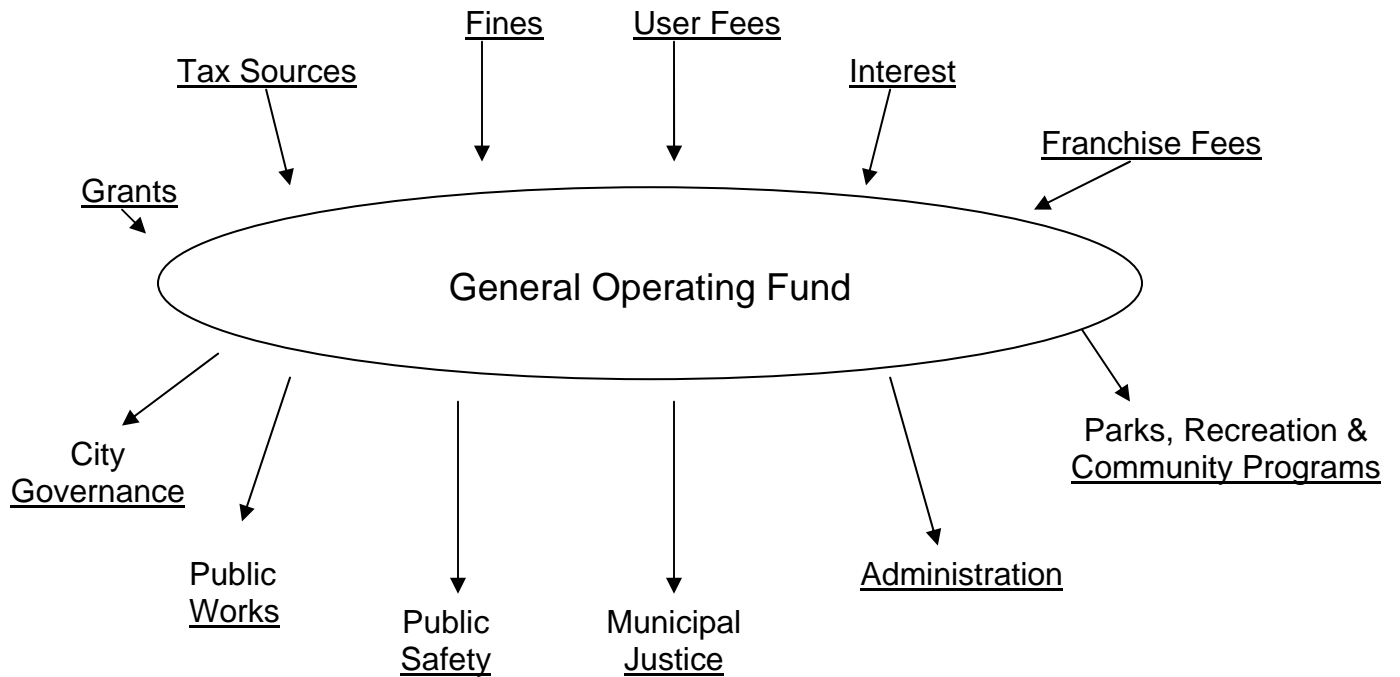 Fines
User Fees
Tax Sources
Interest
Franchise Fees
Grants
General Operating Fund
City
Governance
Parks, Recreation &
Community Programs
Public
Works
Administration
Public
Safety
Municipal
Justice